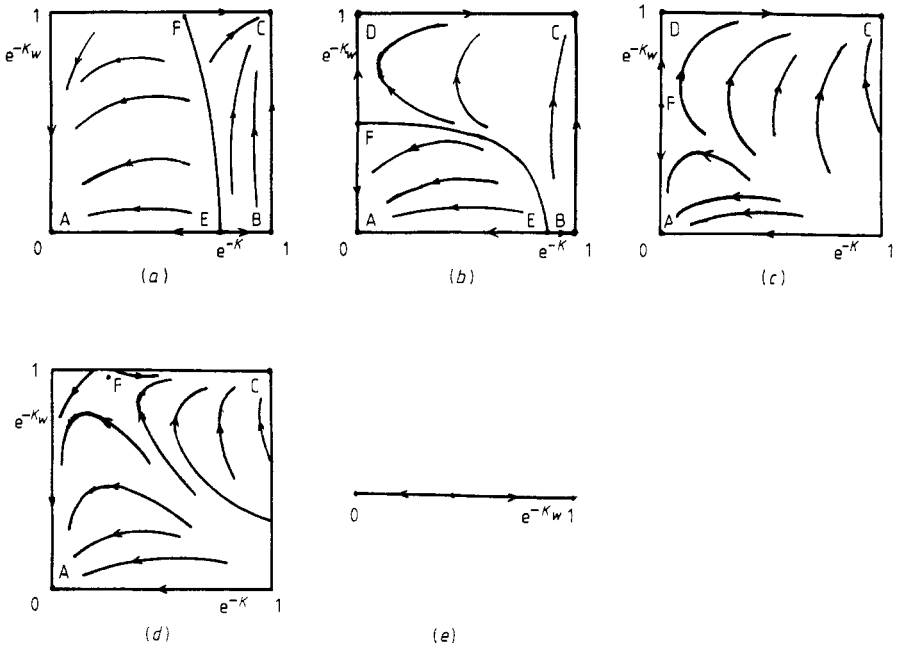 1 F C
e^{-K_w}
A E B
0 e^{-K} 1
(a)
1 D C
e^{-K_w}
F
A E B
0 e^{-K} 1
(b)
1 D C
e^{-K_w}
F
A
0 e^{-K} 1
(c)
1 F C
e^{-K_w}
A
0 e^{-K} 1
(d)
0 e^{-K_w} 1
(e)